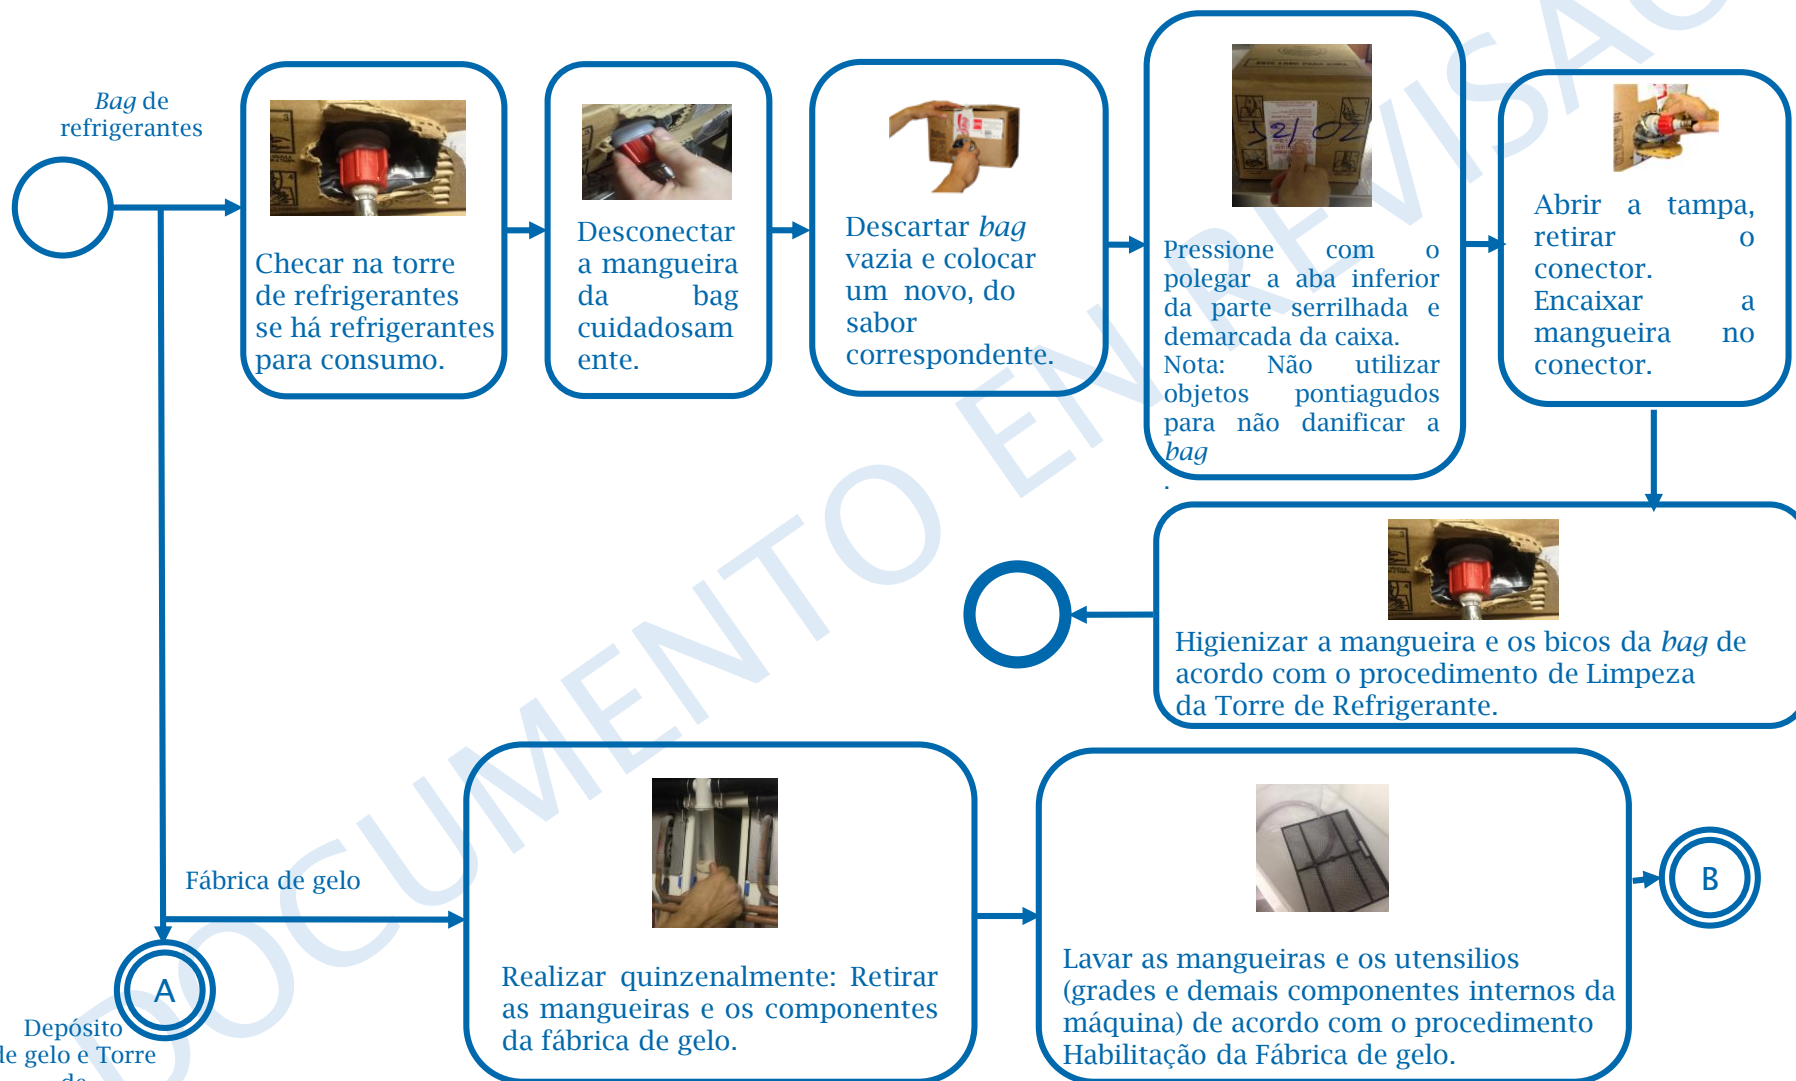 Bag de
refrigerantes
Checar na torre
de refrigerantes
se há refrigerantes
para consumo.
Desconectar
a mangueira
da bag
cuidadosam
ente.
Descartar bag
vazia e colocar
um novo, do
sabor
correspondente.
12/02
Pressione com o
polegar a aba inferior
da parte serrilhada e
demarcada da caixa.
Nota: Não utilizar
objetos pontiagudos
para não danificar a
bag
.
Abrir a tampa,
retirar o
conector.
Encaixar a
mangueira no
conector.
Higienizar a mangueira e os bicos da bag de
acordo com o procedimento de Limpeza
da Torre de Refrigerante.
Fábrica de gelo
Realizar quinzenalmente: Retirar
as mangueiras e os componentes
da fábrica de gelo.
Lavar as mangueiras e os utensilios
(grades e demais componentes internos da
máquina) de acordo com o procedimento
Habilitação da Fábrica de gelo.
B
A
Depósito
de gelo e Torre
de
DOCUMENTO EN REVISÃO